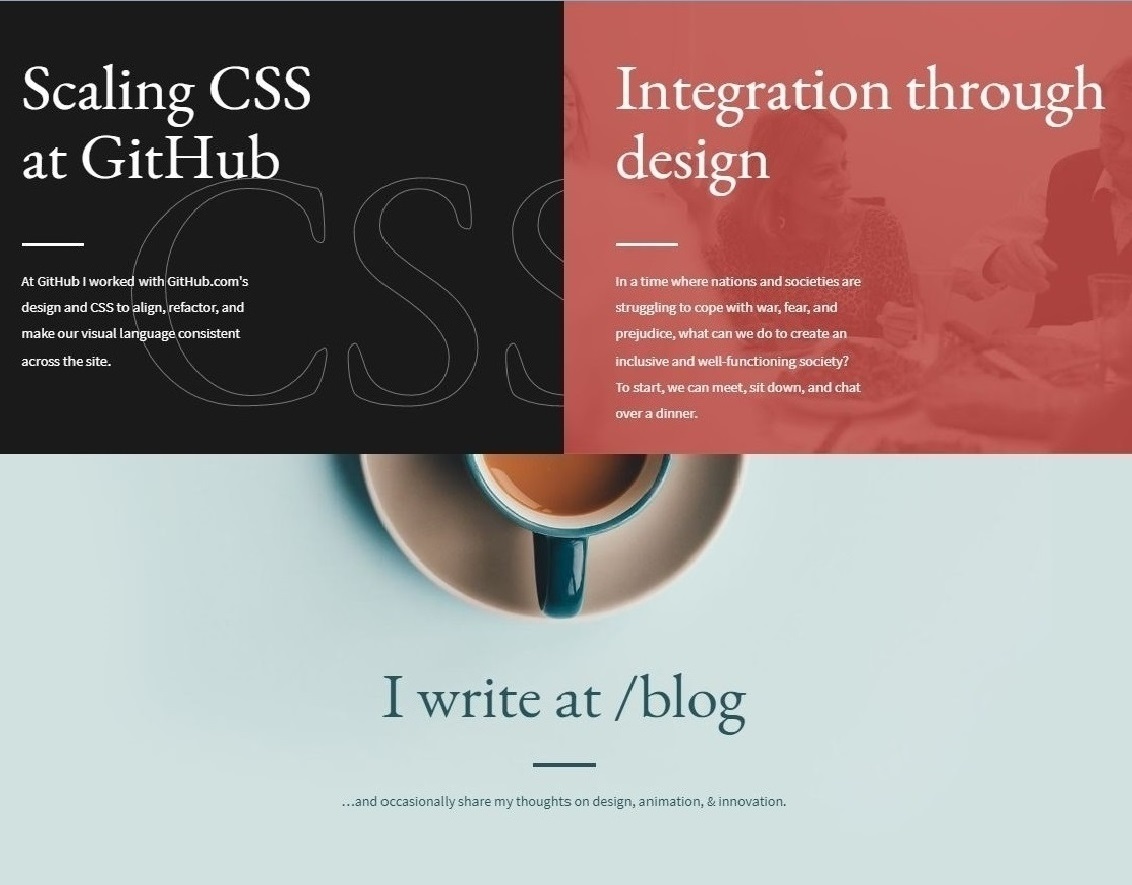 Scaling CSS
at GitHub
CSS
At GitHub I worked with GitHub.com's
design and CSS to align, refactor, and
make our visual language consistent
across the site.
Integration through
design
In a time where nations and societies are
struggling to cope with war, fear, and
prejudice, what can we do to create an
inclusive and well-functioning society?
To start, we can meet, sit down, and chat
over a dinner.
I write at /blog
…and occasionally share my thoughts on design, animation, & innovation.